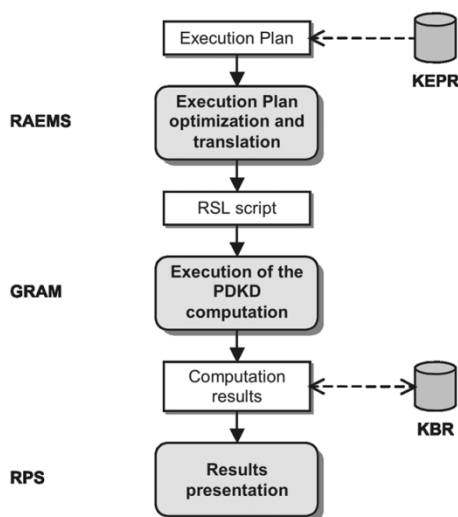 Execution Plan
KEPR
RAEMS
Execution Plan
optimization and
translation
RSL script
GRAM
Execution of the
PDKD
computation
Computation
results
KBR
RPS
Results
presentation